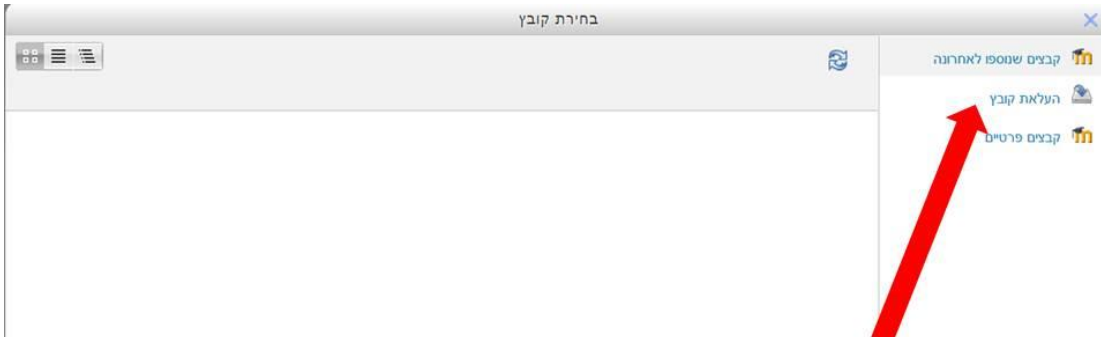 בחירת קובץ
קבצים שנוספו לאחרונה
העלאת קובץ
קבצים פרטיים